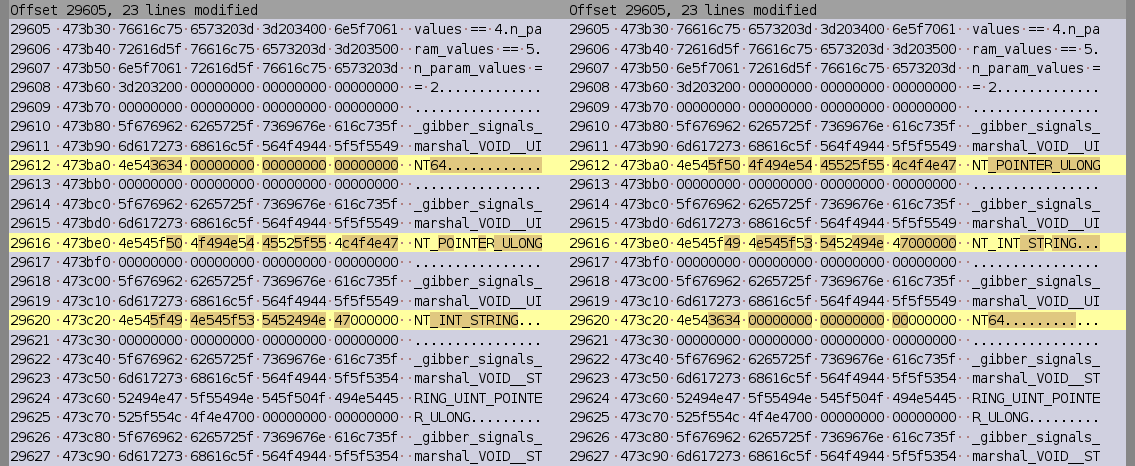 Offset 29605, 23 lines modified Offset 29605, 23 lines modified
29605 ·473b30·76616c75·6573203d·3d203400·6e5f7061··values·==·4.n_pa 29605 ·473b30·76616c75·6573203d·3d203400·6e5f7061··values·==·4.n_pa
29606 ·473b40·72616d5f·76616c75·6573203d·3d203500··ram_values·==·5. 29606 ·473b40·72616d5f·76616c75·6573203d·3d203500··ram_values·==·5.
29607 ·473b50·6e5f7061·72616d5f·76616c75·6573203d··n_param_values·= 29607 ·473b50·6e5f7061·72616d5f·76616c75·6573203d··n_param_values·=
29608 ·473b60·3d203200·00000000·00000000·00000000··=·2............. 29608 ·473b60·3d203200·00000000·00000000·00000000··=·2.............
29609 ·473b70·00000000·00000000·00000000·00000000··................ 29609 ·473b70·00000000·00000000·00000000·00000000··................
29610 ·473b80·5f676962·6265725f·7369676e·616c735f··_gibber_signals_ 29610 ·473b80·5f676962·6265725f·7369676e·616c735f··_gibber_signals_
29611 ·473b90·6d617273·68616c5f·564f4944·5f5f5549··marshal_VOID__UI 29611 ·473b90·6d617273·68616c5f·564f4944·5f5f5549··marshal_VOID__UI
29612 ·473ba0·4e543634·00000000·00000000·00000000··NT64............ 29612 ·473ba0·4e545f50·4f494e54·45525f55·4c4f4e47··NT_POINTER_ULONG
29613 ·473bb0·00000000·00000000·00000000·00000000··................ 29613 ·473bb0·00000000·00000000·00000000·00000000··................
29614 ·473bc0·5f676962·6265725f·7369676e·616c735f··_gibber_signals_ 29614 ·473bc0·5f676962·6265725f·7369676e·616c735f··_gibber_signals_
29615 ·473bd0·6d617273·68616c5f·564f4944·5f5f5549··marshal_VOID__UI 29615 ·473bd0·6d617273·68616c5f·564f4944·5f5f5549··marshal_VOID__UI
29616 ·473be0·4e545f50·4f494e54·45525f55·4c4f4e47··NT_POINTER_ULONG 29616 ·473be0·4e545f49·4e545f53·5452494e·47000000··NT_INT_STRING...
29617 ·473bf0·00000000·00000000·00000000·00000000··................ 29617 ·473bf0·00000000·00000000·00000000·00000000··................
29618 ·473c00·5f676962·6265725f·7369676e·616c735f··_gibber_signals_ 29618 ·473c00·5f676962·6265725f·7369676e·616c735f··_gibber_signals_
29619 ·473c10·6d617273·68616c5f·564f4944·5f5f5549··marshal_VOID__UI 29619 ·473c10·6d617273·68616c5f·564f4944·5f5f5549··marshal_VOID__UI
29620 ·473c20·4e545f49·4e545f53·5452494e·47000000··NT_INT_STRING... 29620 ·473c20·4e543634·00000000·00000000·00000000··NT64............
29621 ·473c30·00000000·00000000·00000000·00000000··................ 29621 ·473c30·00000000·00000000·00000000·00000000··................
29622 ·473c40·5f676962·6265725f·7369676e·616c735f··_gibber_signals_ 29622 ·473c40·5f676962·6265725f·7369676e·616c735f··_gibber_signals_
29623 ·473c50·6d617273·68616c5f·564f4944·5f5f5354··marshal_VOID__ST 29623 ·473c50·6d617273·68616c5f·564f4944·5f5f5354··marshal_VOID__ST
29624 ·473c60·52494e47·5f55494e·545f504f·494e5445··RING_UINT_POINTE 29624 ·473c60·52494e47·5f55494e·545f504f·494e5445··RING_UINT_POINTE
29625 ·473c70·525f554c·4f4e4700·00000000·00000000··R_ULONG......... 29625 ·473c70·525f554c·4f4e4700·00000000·00000000··R_ULONG.........
29626 ·473c80·5f676962·6265725f·7369676e·616c735f··_gibber_signals_ 29626 ·473c80·5f676962·6265725f·7369676e·616c735f··_gibber_signals_
29627 ·473c90·6d617273·68616c5f·564f4944·5f5f5354··marshal_VOID__ST 29627 ·473c90·6d617273·68616c5f·564f4944·5f5f5354··marshal_VOID__ST